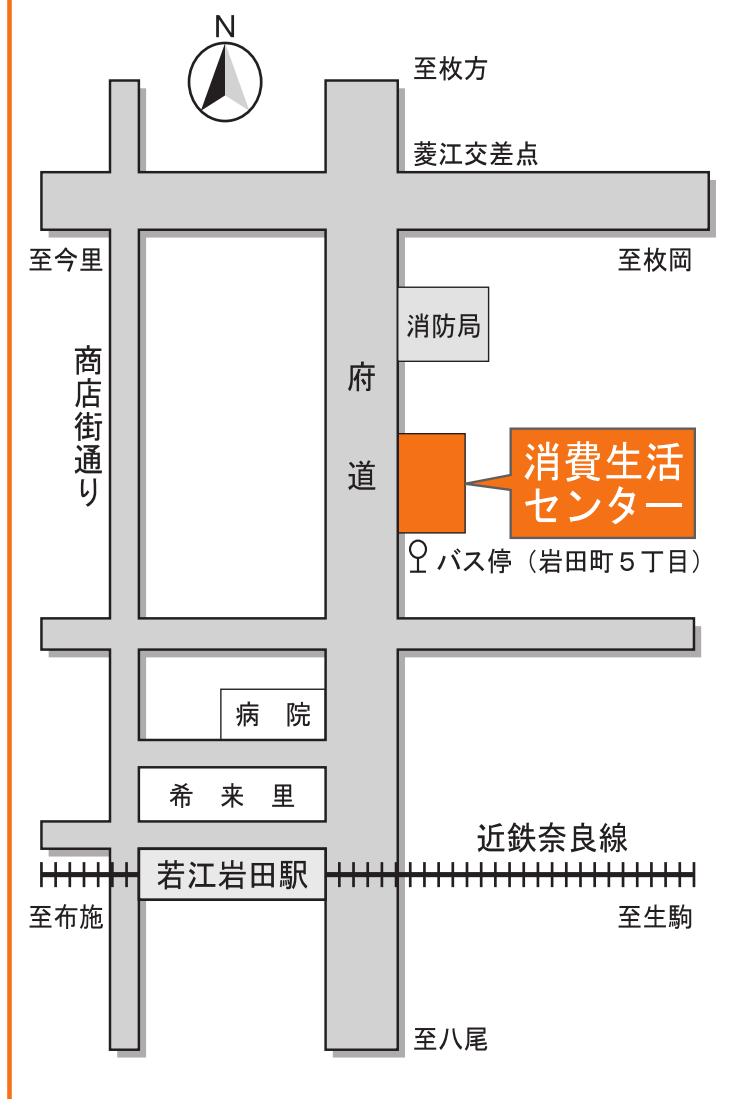 N
至枚方
菱江交差点
至今里
至枚岡
消防局
商店街通り
府道
消費生活
センター
バス停（岩田町５丁目）
病院
希来里
近鉄奈良線
若江岩田駅
至布施
至生駒
至八尾